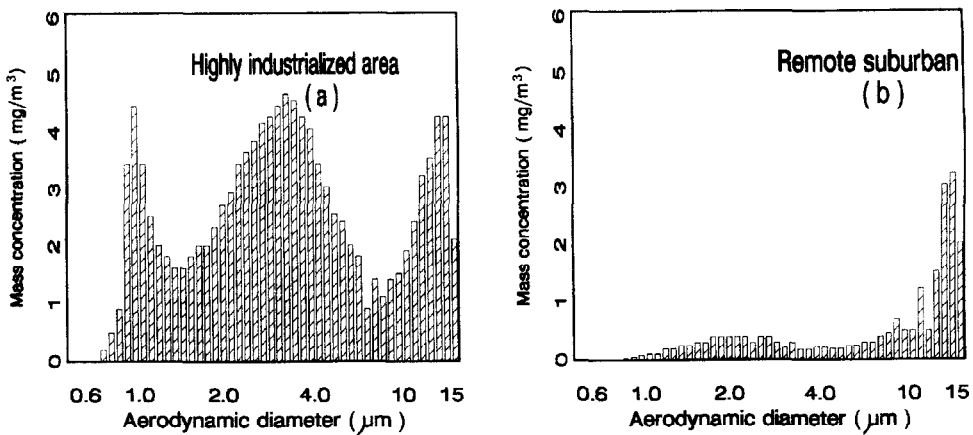 6
5
4
3
2
1
0
Mass concentration ( mg/m³ )
Highly industrialized area
( a )
0.6 1.0 2.0 4.0 10 15
Aerodynamic diameter ( μm )
6
5
4
3
2
1
0
Mass concentration ( mg/m³ )
Remote suburban
( b )
0.6 1.0 2.0 4.0 10 15
Aerodynamic diameter ( μm )